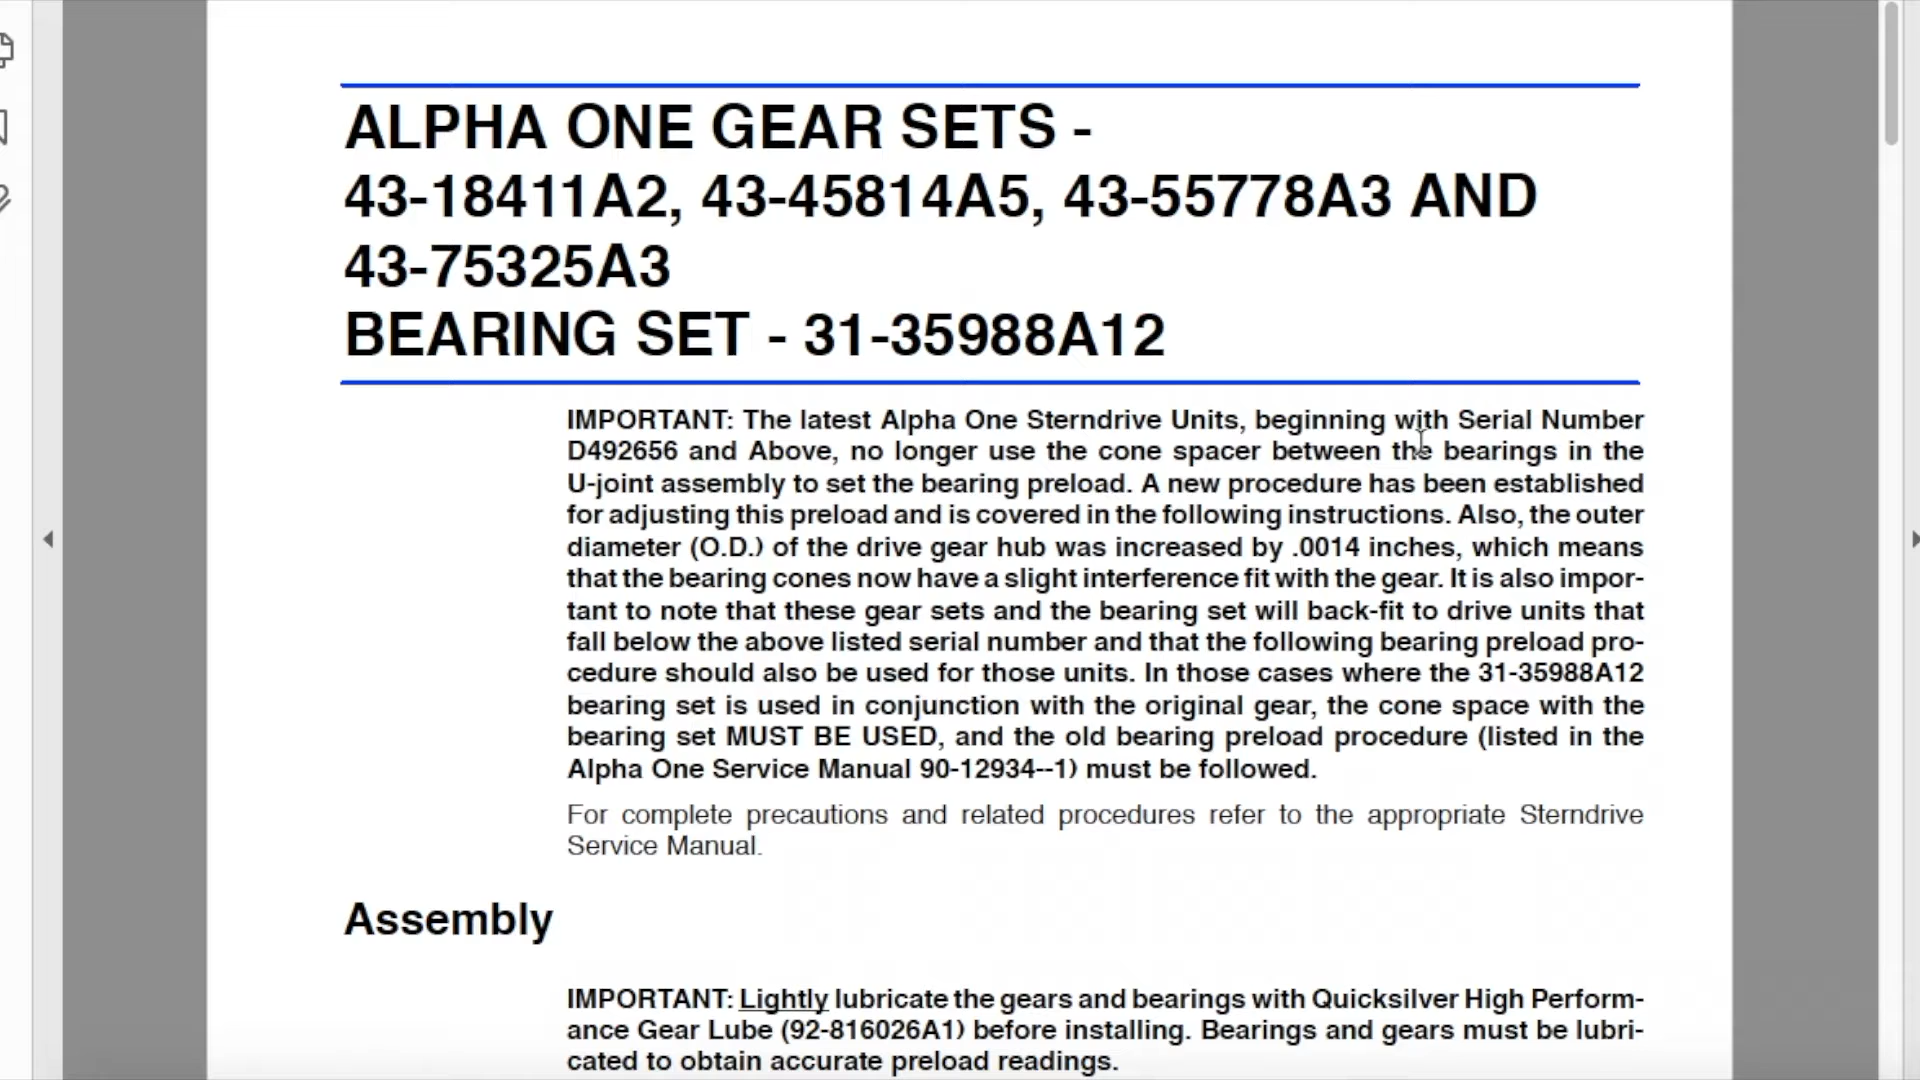 ALPHA ONE GEAR SETS -
43-18411A2, 43-45814A5, 43-55778A3 AND
43-75325A3
BEARING SET - 31-35988A12
IMPORTANT: The latest Alpha One Sterndrive Units, beginning with Serial Number
D492656 and Above, no longer use the cone spacer between the bearings in the
U-joint assembly to set the bearing preload. A new procedure has been established
for adjusting this preload and is covered in the following instructions. Also, the outer
diameter (O.D.) of the drive gear hub was increased by .0014 inches, which means
that the bearing cones now have a slight interference fit with the gear. It is also impor-
tant to note that these gear sets and the bearing set will back-fit to drive units that
fall below the above listed serial number and that the following bearing preload pro-
cedure should also be used for those units. In those cases where the 31-35988A12
bearing set is used in conjunction with the original gear, the cone space with the
bearing set MUST BE USED, and the old bearing preload procedure (listed in the
Alpha One Service Manual 90-12934--1) must be followed.
For complete precautions and related procedures refer to the appropriate Sterndrive
Service Manual.
Assembly
IMPORTANT: Lightly lubricate the gears and bearings with Quicksilver High Perform-
ance Gear Lube (92-816026A1) before installing. Bearings and gears must be lubri-
cated to obtain accurate preload readings.